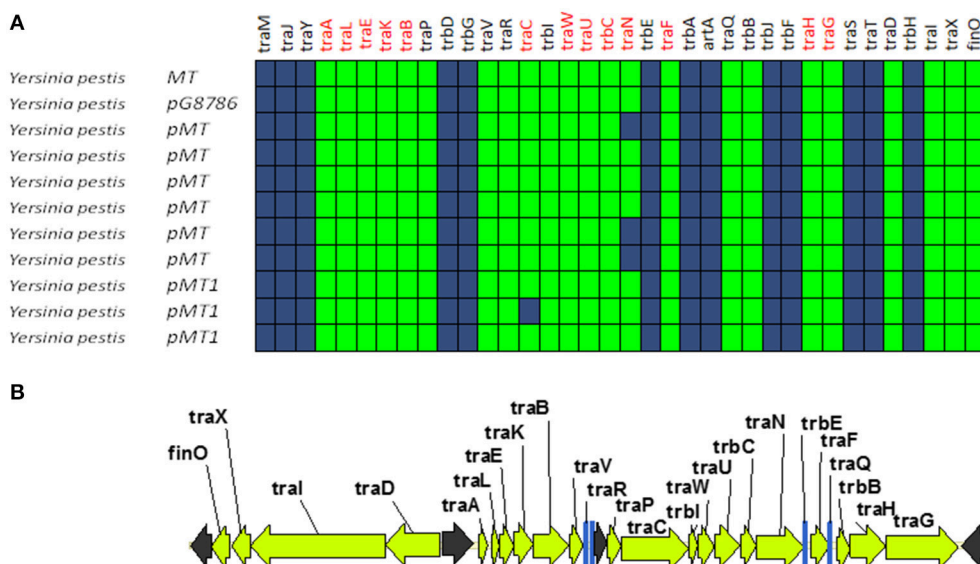 A
traM traJ traY traA traL traE traK traB traP trbD trbG traV traR traC trbI traW traU trbC traN trbE traF trbA artA traQ trbB trbJ trbF traH traG traS traT traD trbH traI traX finO
Yersinia pestis MT
Yersinia pestis pG8786
Yersinia pestis pMT
Yersinia pestis pMT
Yersinia pestis pMT
Yersinia pestis pMT
Yersinia pestis pMT
Yersinia pestis pMT
Yersinia pestis pMT1
Yersinia pestis pMT1
Yersinia pestis pMT1
B
finO
traX
traI
traD
traA
traL
traE
traK
traB
traV
traR
traP
traC
trbI
traW
traU
trbC
traN
trbE
traF
traQ
trbB
traH
traG